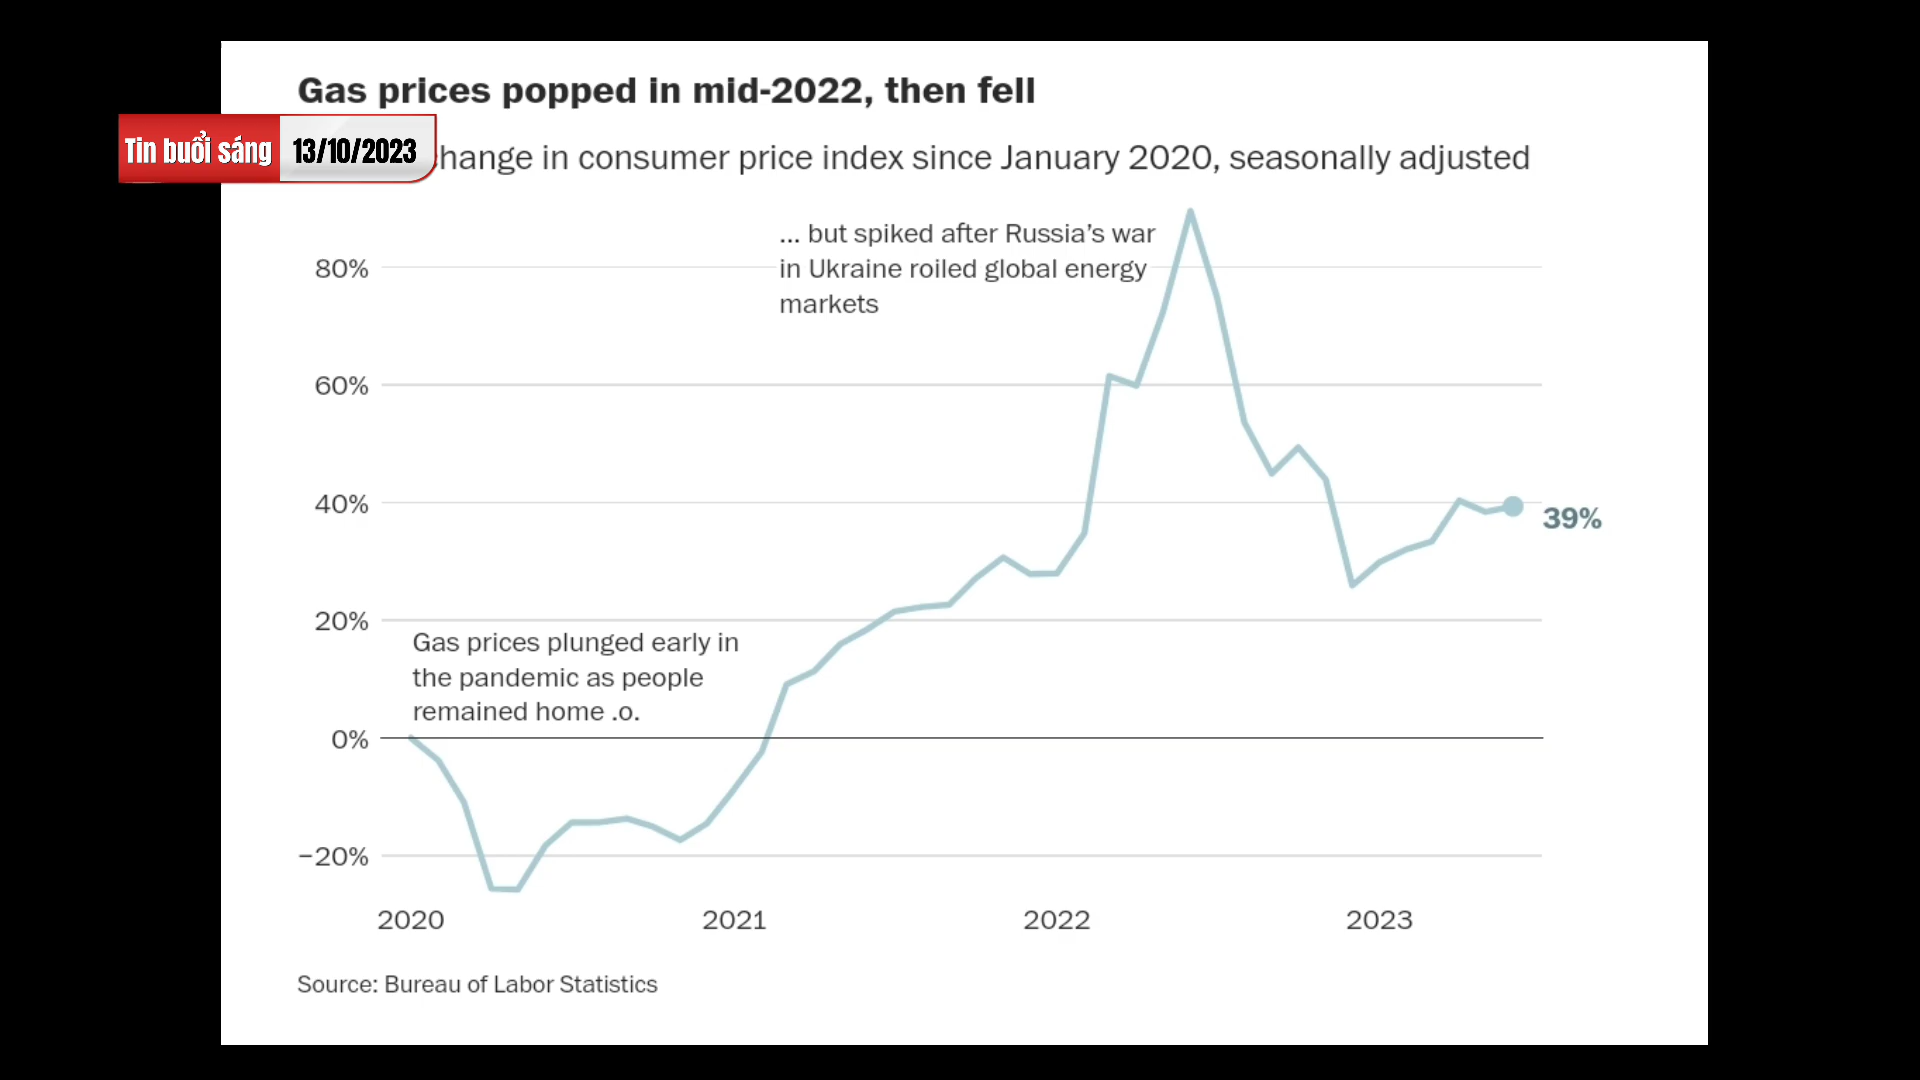 Gas prices popped in mid-2022, then fell
Tin buổi sáng 13/10/2023
hange in consumer price index since January 2020, seasonally adjusted
... but spiked after Russia’s war
in Ukraine roiled global energy
markets
80%
60%
40%
39%
20%
Gas prices plunged early in
the pandemic as people
remained home .o.
0%
−20%
2020 2021 2022 2023
Source: Bureau of Labor Statistics